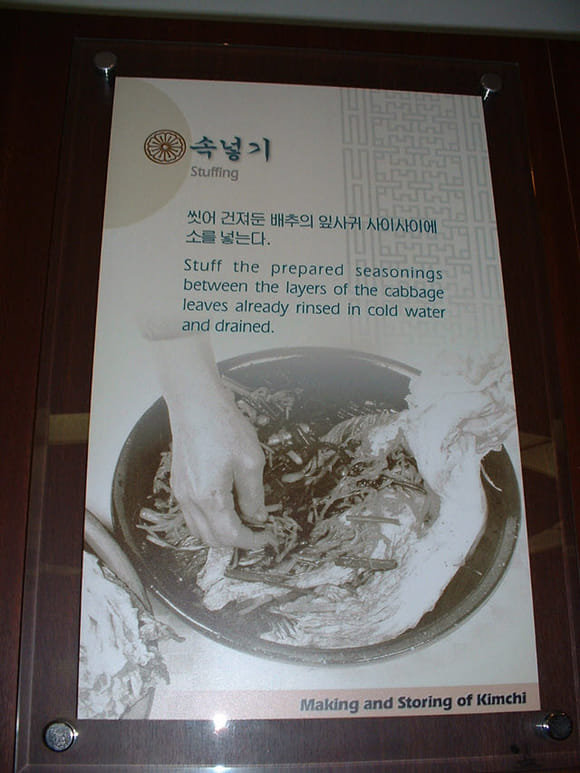 속넣기
Stuffing
씻어 건져둔 배추의 잎사귀 사이사이에
소를 넣는다.
Stuff the prepared seasonings
between the layers of the cabbage
leaves already rinsed in cold water
and drained.
Making and Storing of Kimchi